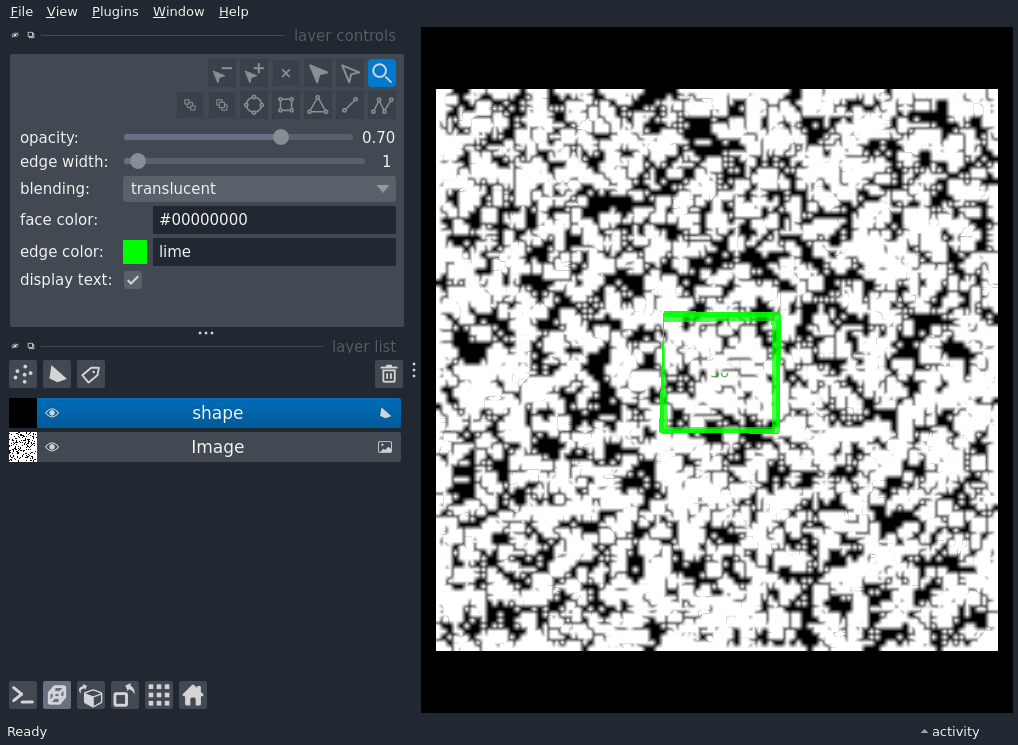 File View Plugins Window Help
layer controls
opacity: 0.70
edge width: 1
blending: translucent
face color: #00000000
edge color: lime
display text:
layer list
shape
Image
Ready
activity